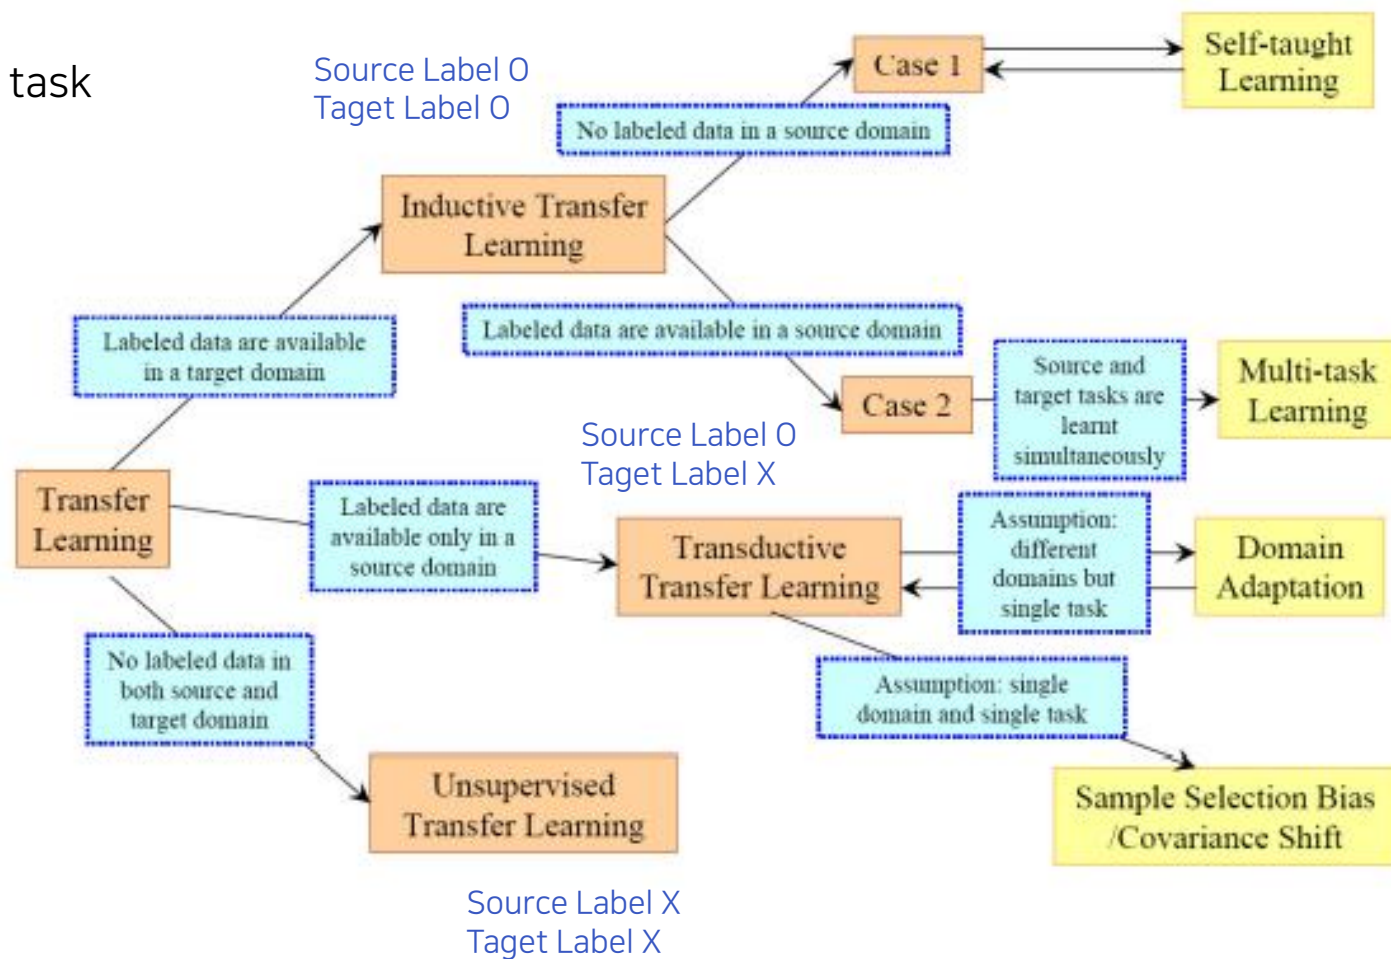 task
Source Label O
Taget Label O
Case 1
Self-taught
Learning
No labeled data in a source domain
Inductive Transfer
Learning
Labeled data are available
in a target domain
Labeled data are available in a source domain
Case 2
Source and
target tasks are
learnt
simultaneously
Multi-task
Learning
Source Label O
Taget Label X
Transfer
Learning
Labeled data are
available only in a
source domain
Transductive
Transfer Learning
Assumption:
different
domains but
single task
Domain
Adaptation
No labeled data in
both source and
target domain
Assumption: single
domain and single task
Unsupervised
Transfer Learning
Sample Selection Bias
/Covariance Shift
Source Label X
Taget Label X